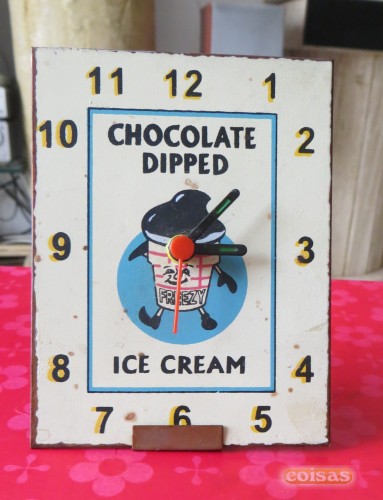 11 12 1
10 2
CHOCOLATE
DIPPED
9 3
FREEZY
ICE CREAM
8 4
7 6 5
coisas